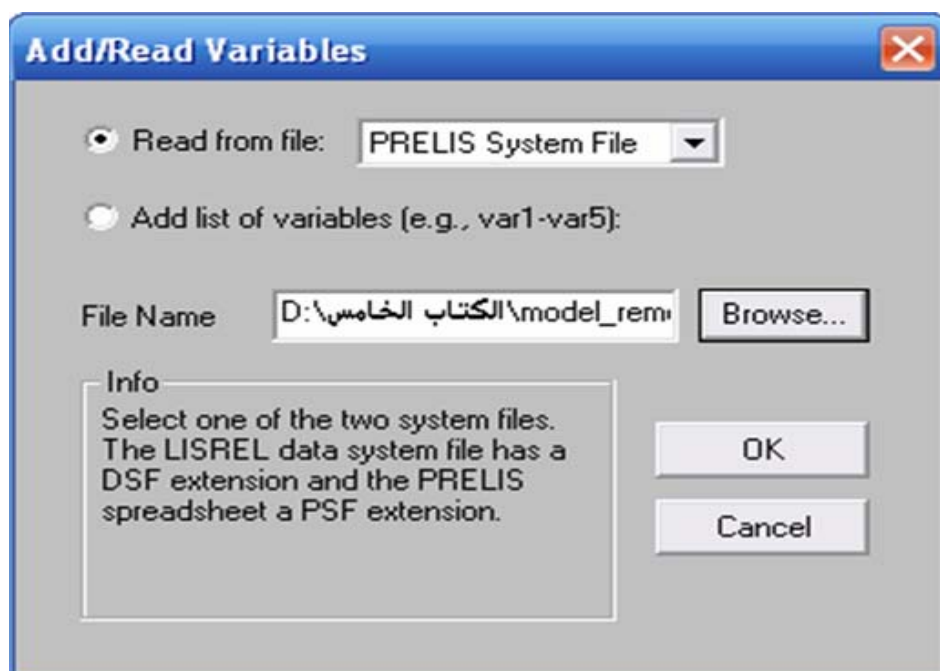 Add/Read Variables
Read from file: PRELIS System File
Add list of variables (e.g., var1-var5):
File Name D:\الكتاب الخامس\model_rem Browse...
Info
Select one of the two system files.
The LISREL data system file has a
DSF extension and the PRELIS
spreadsheet a PSF extension.
OK
Cancel